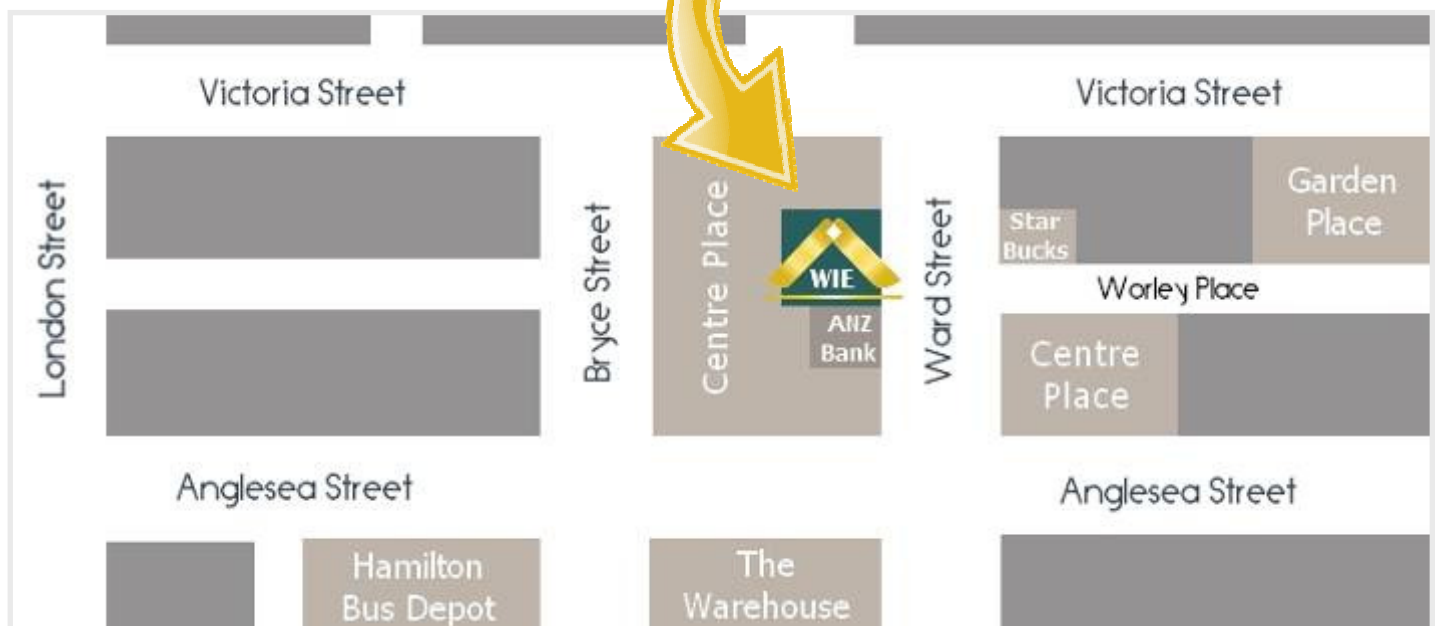 Victoria Street
Victoria Street
London Street
Bryce Street
Centre Place
WIE
ANZ
Bank
Ward Street
Star
Bucks
Garden
Place
Worley Place
Centre
Place
Anglesea Street
Anglesea Street
Hamilton
Bus Depot
The
Warehouse